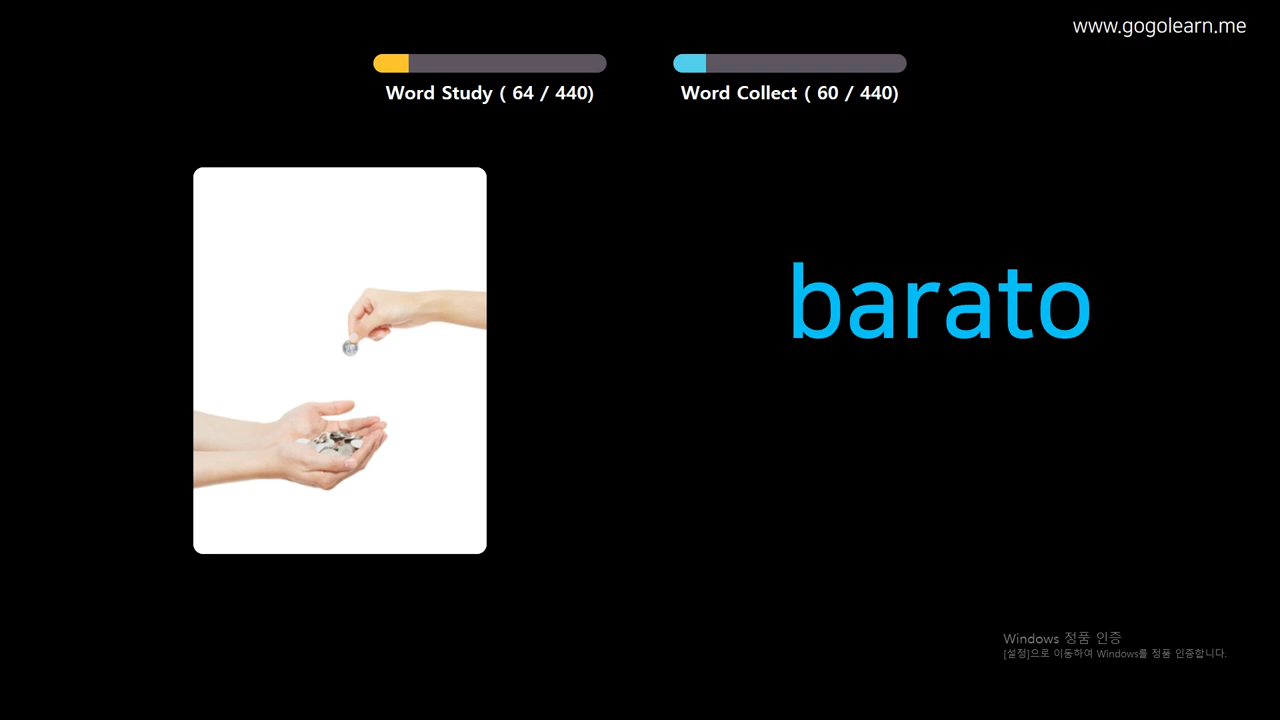 www.gogolearn.me
Word Study ( 64 / 440)
Word Collect ( 60 / 440)
barato
Windows 정품 인증
[설정]으로 이동하여 Windows를 정품 인증합니다.